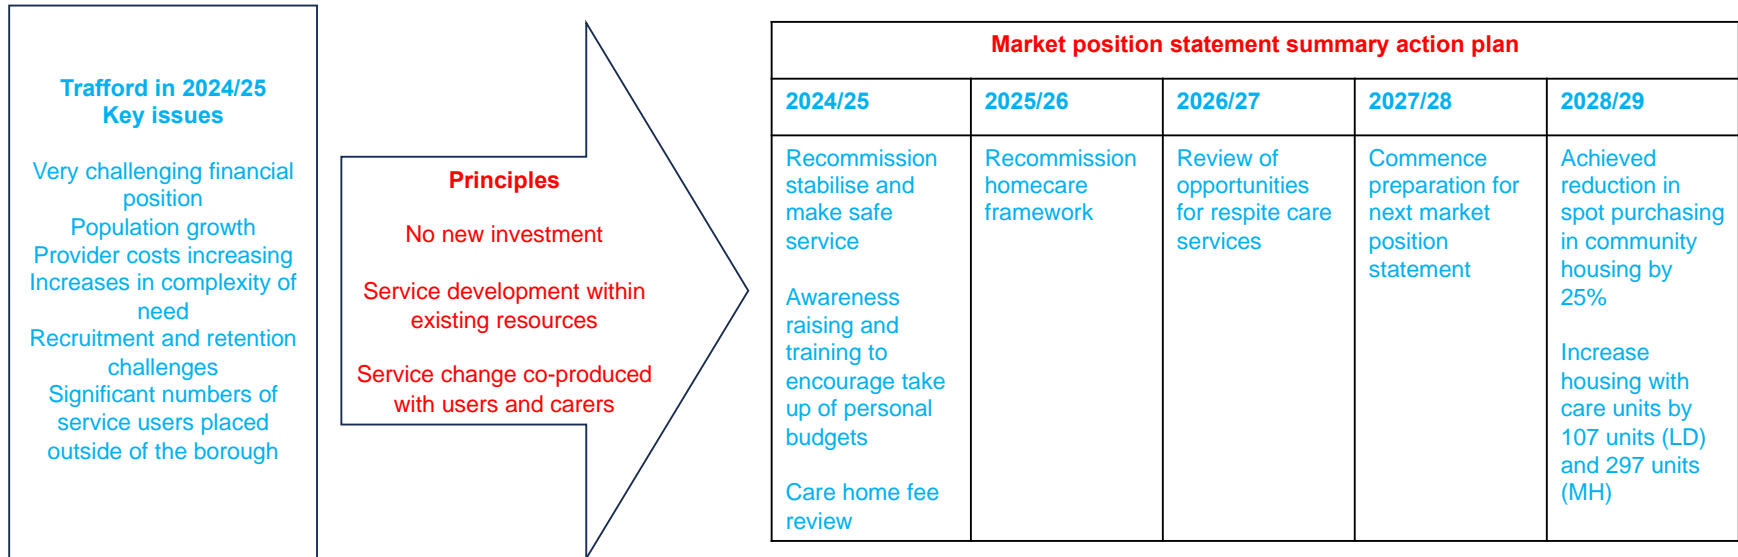 Trafford in 2024/25
Key issues
Very challenging financial
position
Population growth
Provider costs increasing
Increases in complexity of
need
Recruitment and retention
challenges
Significant numbers of
service users placed
outside of the borough
Principles
No new investment
Service development within
existing resources
Service change co-produced
with users and carers
Market position statement summary action plan
2024/25
Recommission
stabilise and
make safe
service
Awareness
raising and
training to
encourage take
up of personal
budgets
Care home fee
review
2025/26
Recommission
homecare
framework
2026/27
Review of
opportunities
for respite care
services
2027/28
Commence
preparation for
next market
position
statement
2028/29
Achieved
reduction in
spot purchasing
in community
housing by
25%
Increase
housing with
care units by
107 units (LD)
and 297 units
(MH)